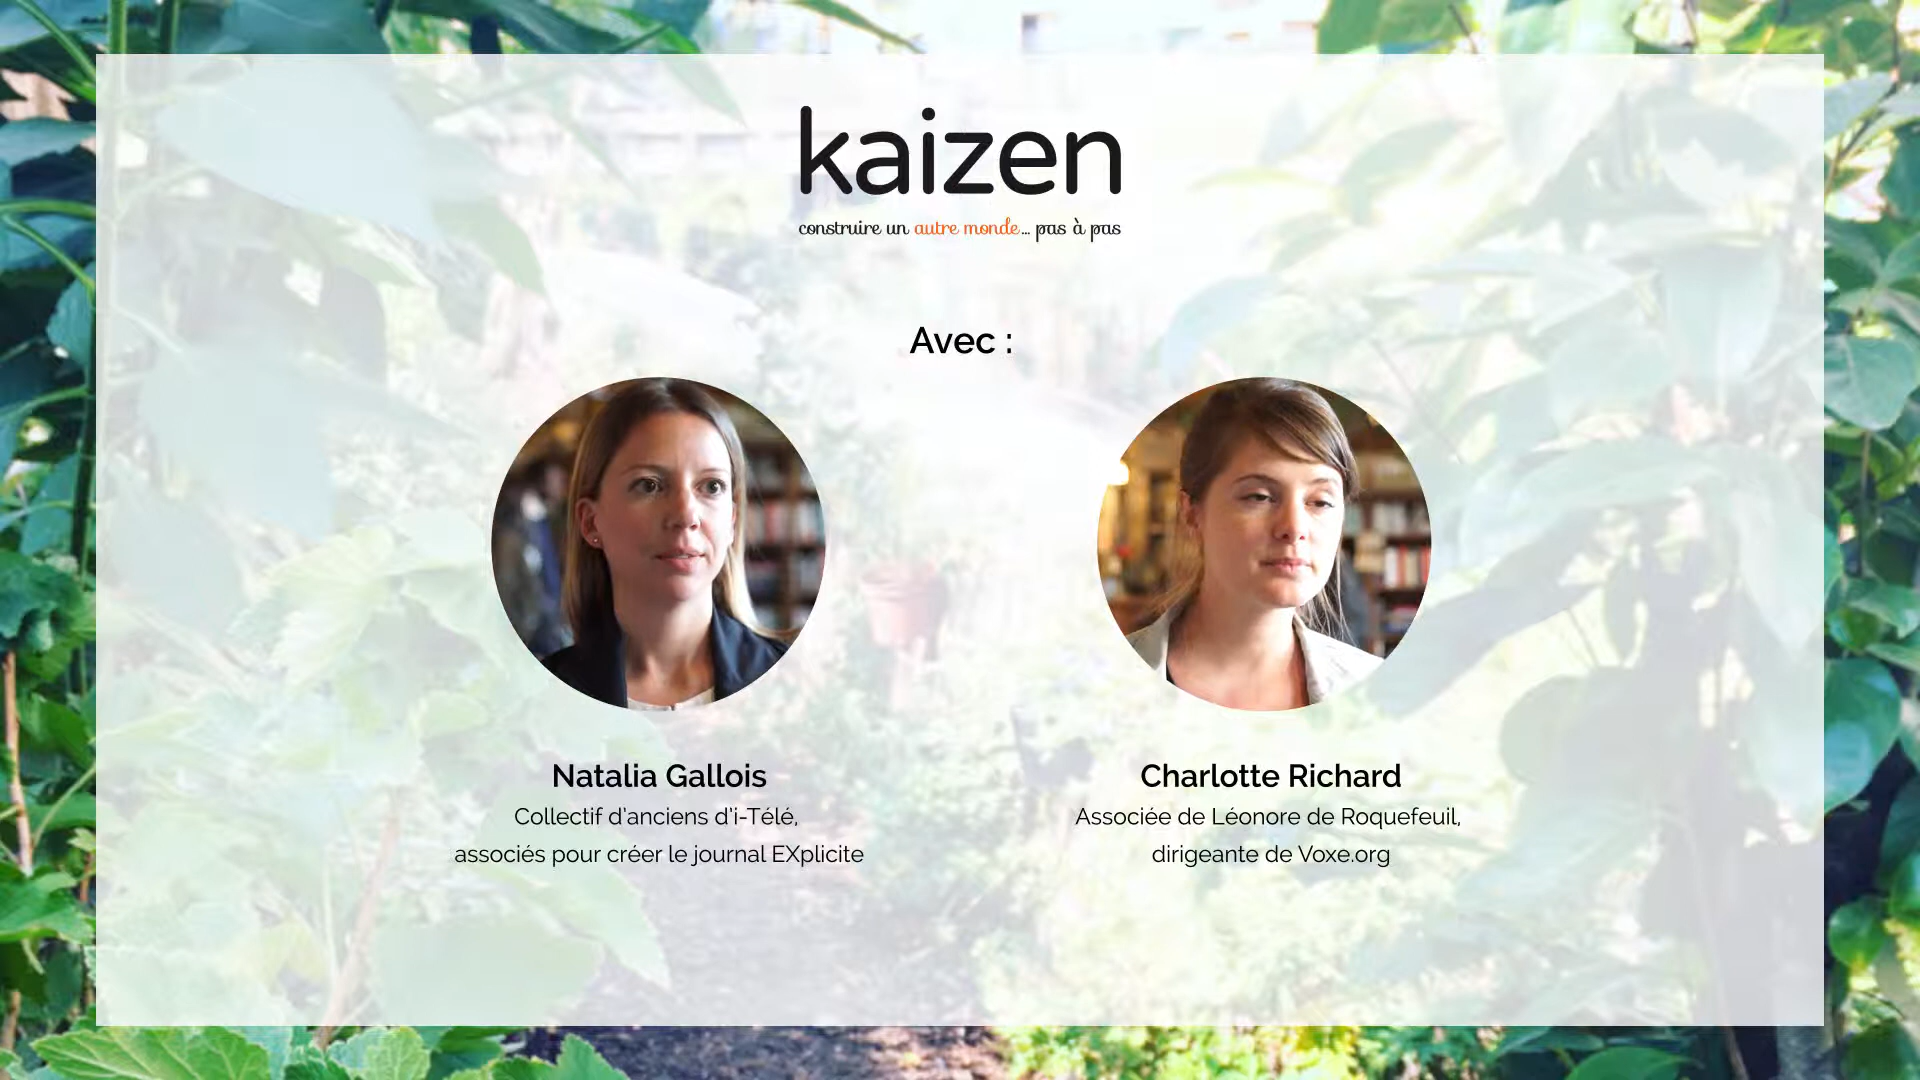 kaizen
construire un autre monde... pas à pas
Avec :
Natalia Gallois
Collectif d'anciens d'i-Télé,
associés pour créer le journal EXplicite
Charlotte Richard
Associée de Léonore de Roquefeuil,
dirigeante de Voxe.org